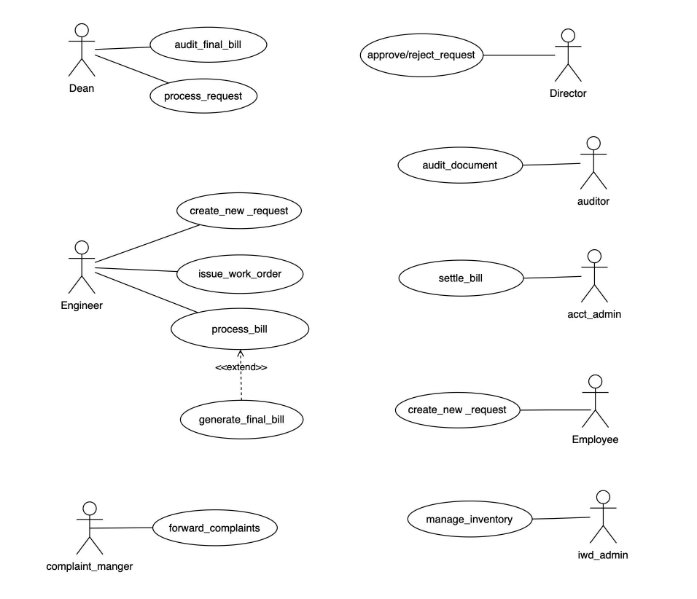 audit_final_bill
Dean
process_request
approve/reject_request
Director
audit_document
auditor
create_new _request
issue_work_order
Engineer
process_bill
<<extend>>
generate_final_bill
settle_bill
acct_admin
create_new _request
Employee
forward_complaints
complaint_manger
manage_inventory
iwd_admin